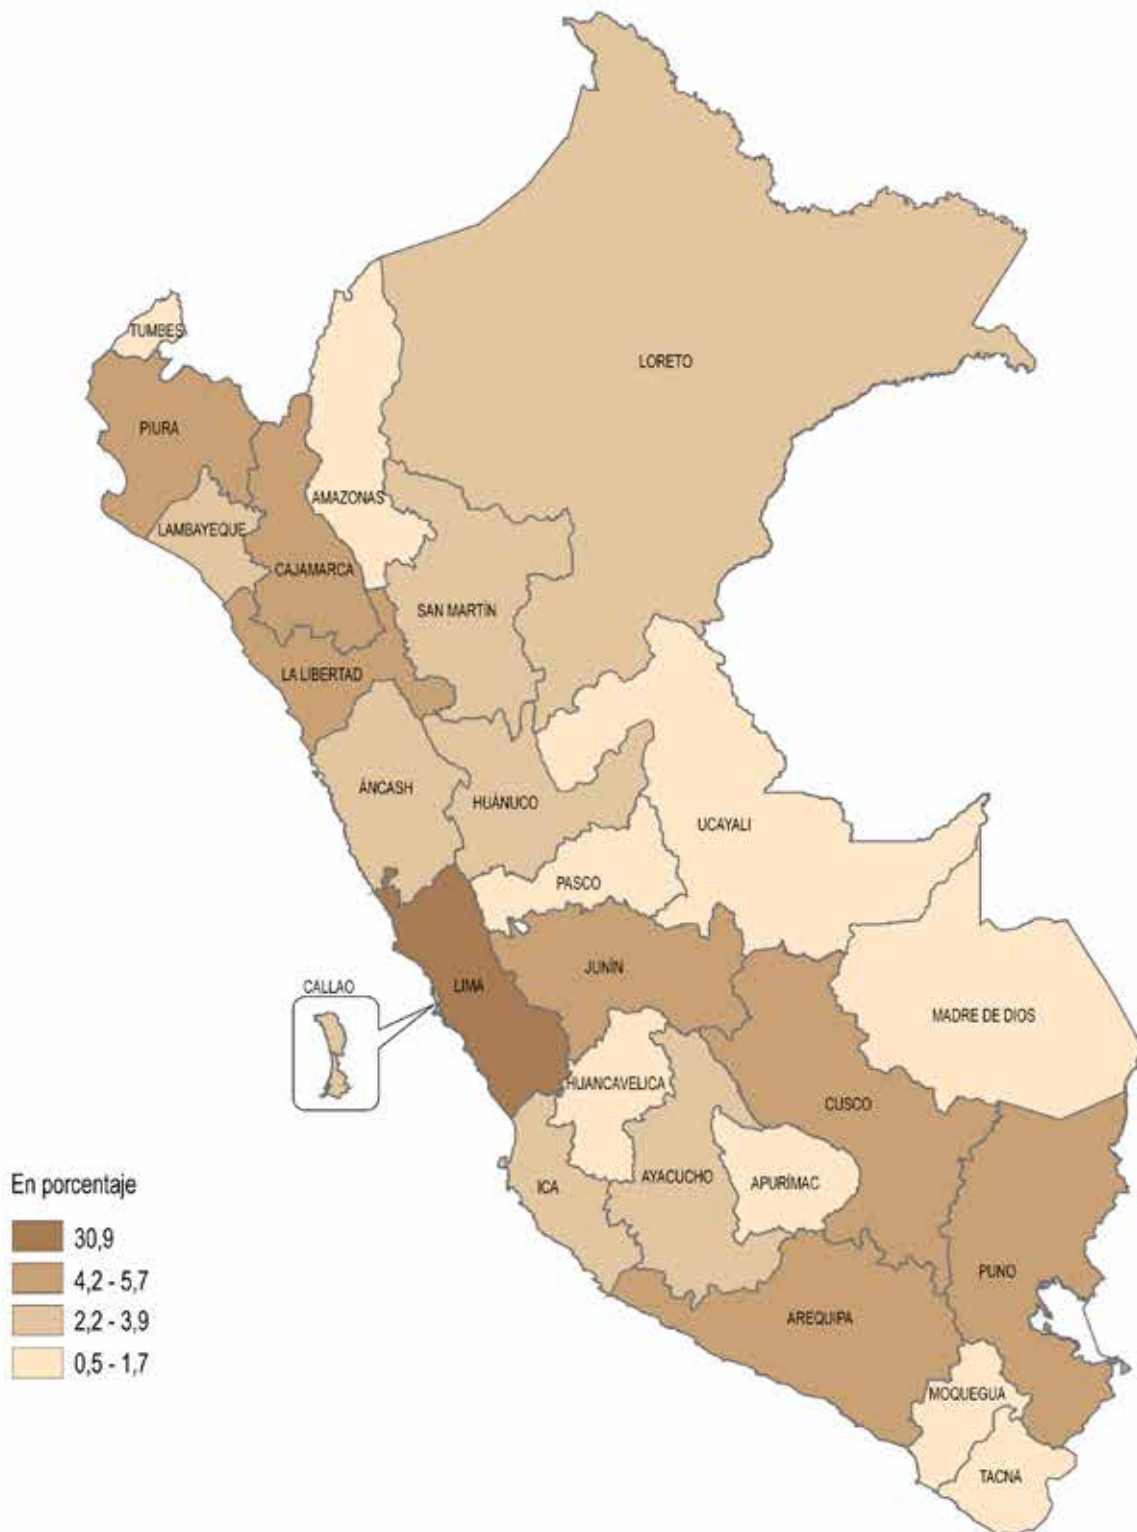 TUMBES
LORETO
PIURA
AMAZONAS
LAMBAYEQUE
CAJAMARCA
SAN MARTÍN
LA LIBERTAD
ÁNCASH
HUÁNUCO
UCAYALI
PASCO
JUNÍN
LIMA
CALLAO
MADRE DE DIOS
HUANCAVELICA
CUSCO
AYACUCHO
APURÍMAC
ICA
En porcentaje
30,9
4,2 - 5,7
2,2 - 3,9
0,5 - 1,7
PUNO
AREQUIPA
MOQUEGUA
TACNA